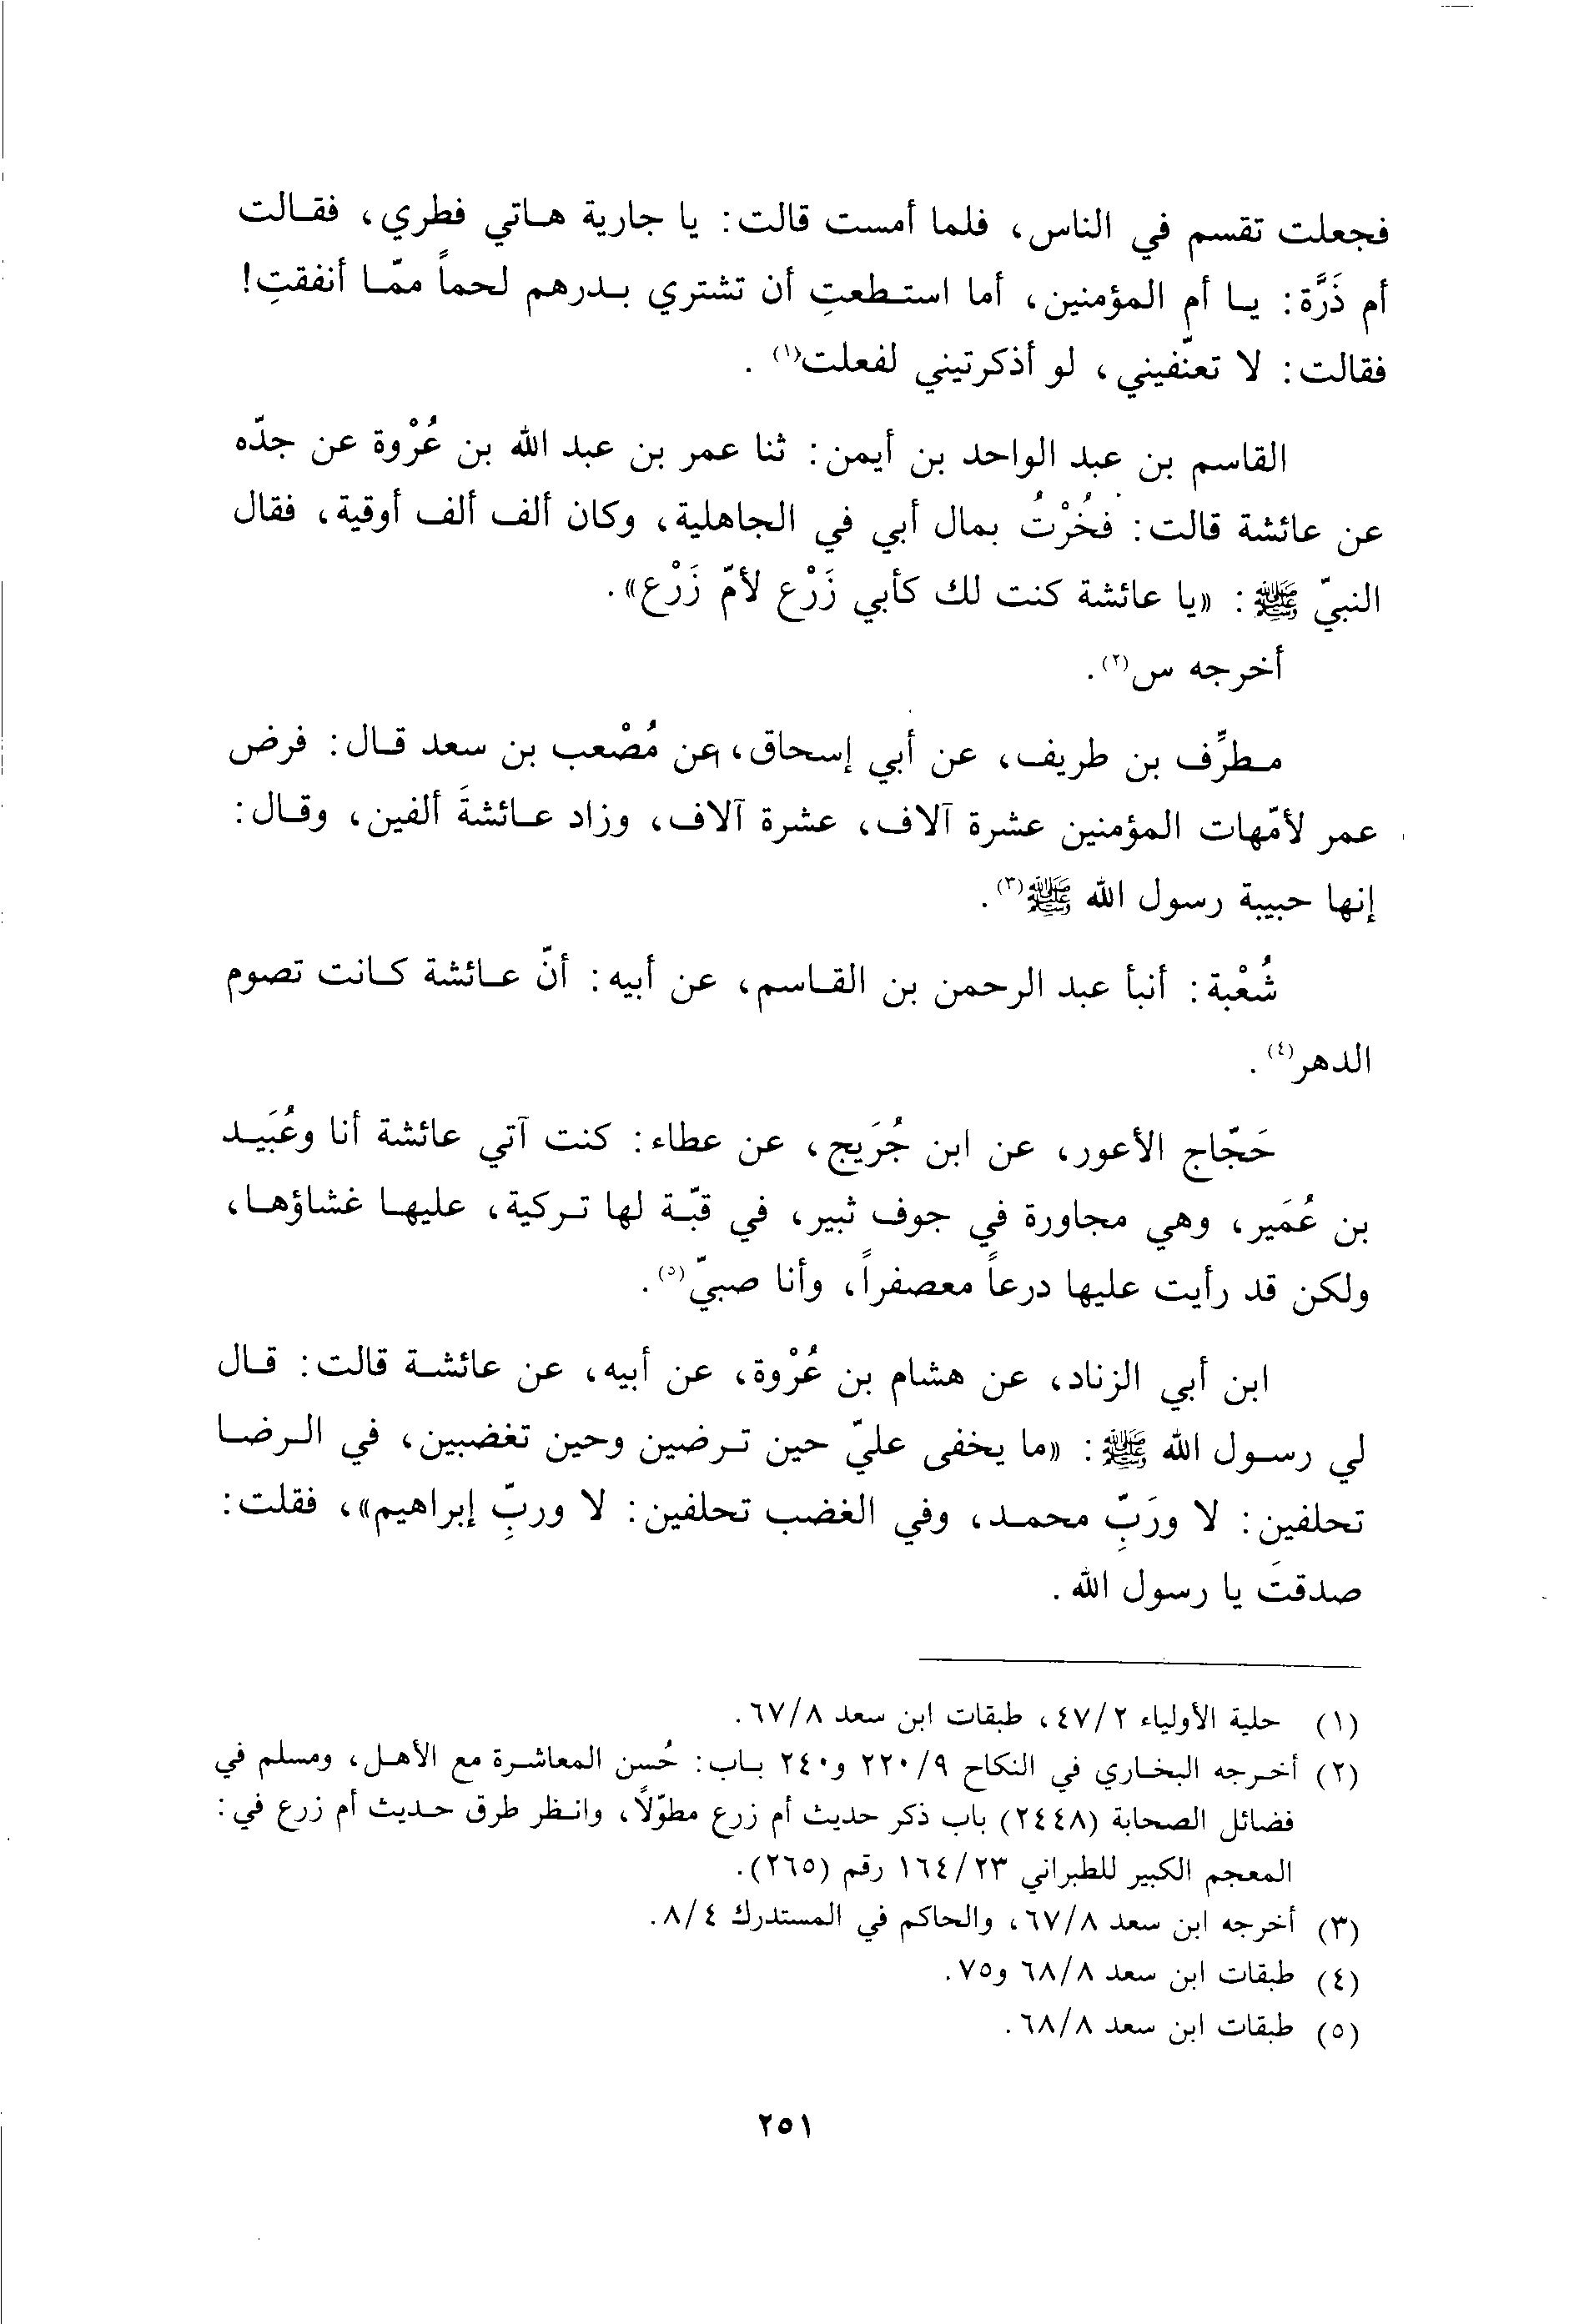 فجعلت تقسم في الناس، فلما أمست قالت: يا جارية هاتي فطري، فقالت
أم ذَرَّة: يا أم المؤمنين، أما استطعتِ أن تشتري بدرهم لحماً ممّا أنفقتِ!
فقالت: لا تعنّفيني، لو أذكرتيني لفعلت(١).
القاسم بن عبد الواحد بن أيمن: ثنا عمر بن عبد الله بن عُرْوة عن جدّه
عن عائشة قالت: فخُرْتُ بمال أبي في الجاهلية، وكان ألف ألف أوقية، فقال
النبيّ ﷺ: «يا عائشة كنت لك كأبي زَرْع لأمّ زَرْع».
أخرجه س(٢).
مطرِّف بن طريف، عن أبي إسحاق، عن مُصْعب بن سعد قال: فرض
عمر لأمّهات المؤمنين عشرة آلاف، عشرة آلاف، وزاد عائشةَ ألفين، وقال:
إنها حبيبة رسول الله ﷺ(٣).
شُعْبة: أنبأ عبد الرحمن بن القاسم، عن أبيه: أنّ عائشة كانت تصوم
الدهر(٤).
حَجّاج الأعور، عن ابن جُرَيج، عن عطاء: كنت آتي عائشة أنا وعُبَيد
بن عُمَير، وهي مجاورة في جوف ثبير، في قبّة لها تركية، عليها غشاؤها،
ولكن قد رأيت عليها درعاً معصفراً، وأنا صبيّ(٥).
ابن أبي الزناد، عن هشام بن عُرْوة، عن أبيه، عن عائشة قالت: قال
لي رسول الله ﷺ: «ما يخفى عليّ حين ترضين وحين تغضبين، في الرضا
تحلفين: لا ورَبِّ محمد، وفي الغضب تحلفين: لا وربِّ إبراهيم»، فقلت:
صدقتَ يا رسول الله.
(١) حلية الأولياء ٤٧/٢، طبقات ابن سعد ٦٧/٨.
(٢) أخرجه البخاري في النكاح ٢٢٠/٩ و٢٤٠ باب: حُسن المعاشرة مع الأهل، ومسلم في
فضائل الصحابة (٢٤٤٨) باب ذكر حديث أم زرع مطوّلاً، وانظر طرق حديث أم زرع في:
المعجم الكبير للطبراني ١٦٤/٢٣ رقم (٢٦٥).
(٣) أخرجه ابن سعد ٦٧/٨، والحاكم في المستدرك ٨/٤.
(٤) طبقات ابن سعد ٦٨/٨ و٧٥.
(٥) طبقات ابن سعد ٦٨/٨.
٢٥١